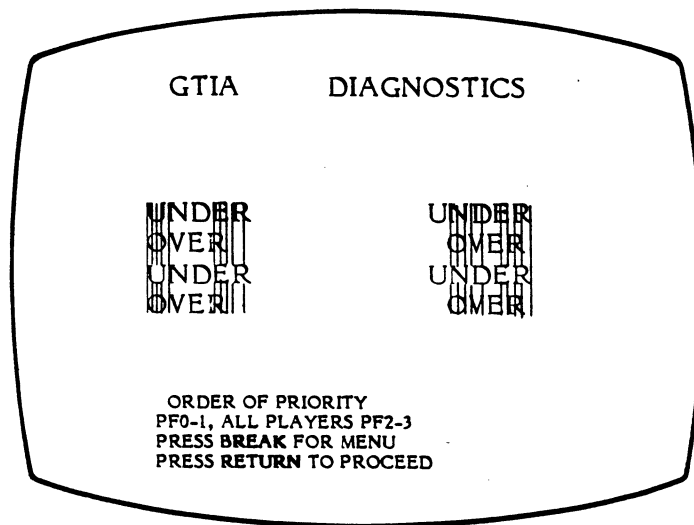 GTIA DIAGNOSTICS
UNDER UNDER
OVER OVER
UNDER UNDER
OVER OVER
ORDER OF PRIORITY
PF0-1, ALL PLAYERS PF2-3
PRESS BREAK FOR MENU
PRESS RETURN TO PROCEED